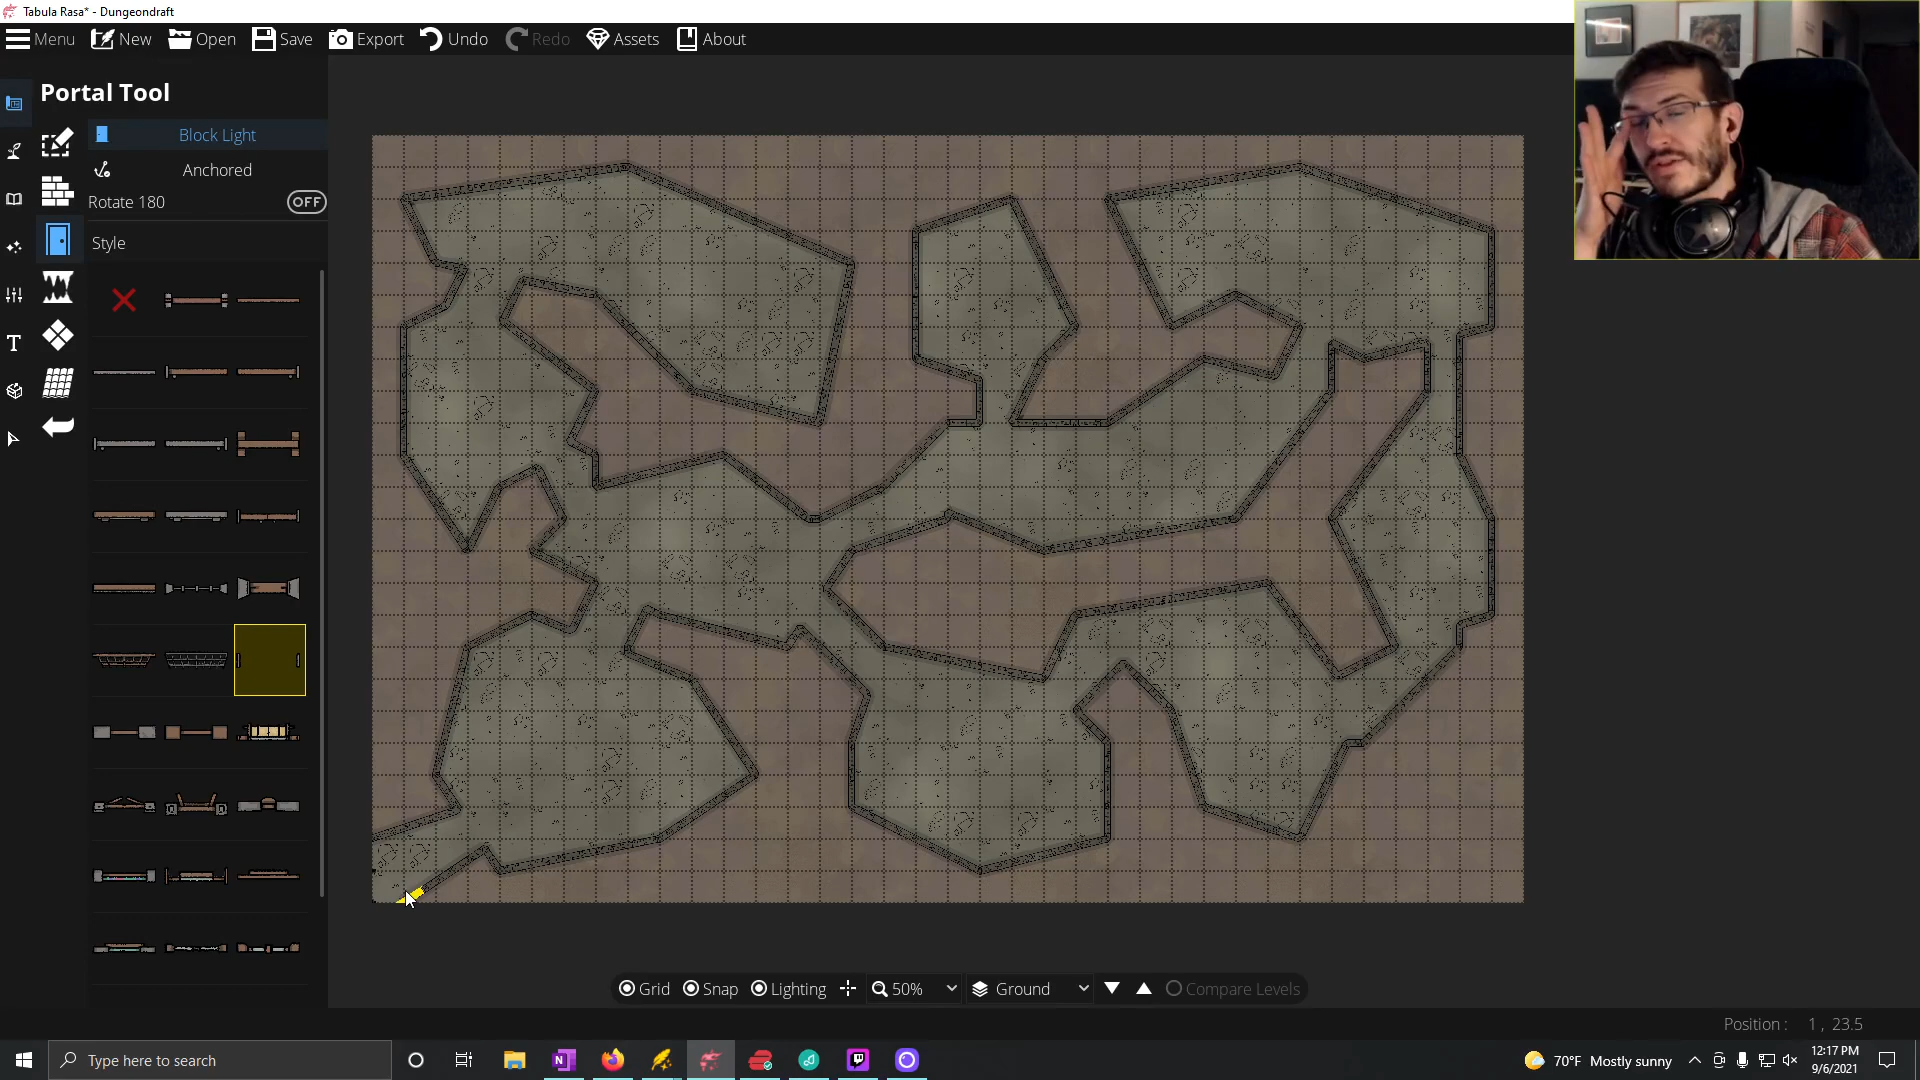 Tabula Rasa* - Dungeondraft
Menu New Open Save Export Undo Redo Assets About
Portal Tool
Block Light
Anchored
Rotate 180 OFF
Style
T
Grid Snap Lighting 50% Ground Compare Levels
Position : 1 , 23.5
Type here to search
N
70°F Mostly sunny
12:17 PM
9/6/2021